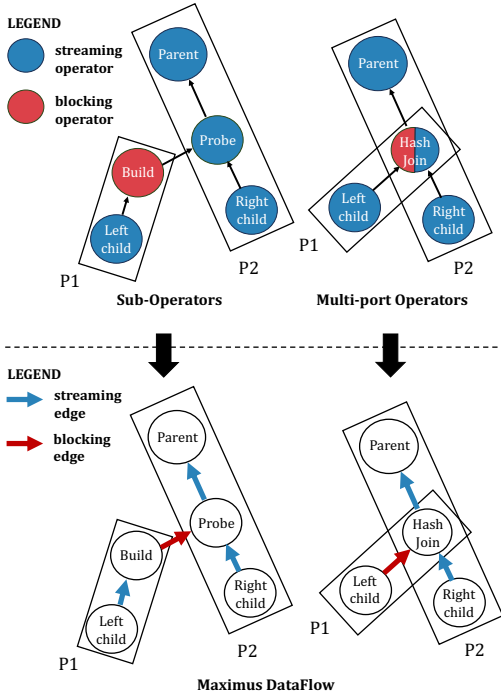 LEGEND
streaming
operator
blocking
operator
Parent
Probe
Build
Left
child
Right
child
P1
P2
Sub-Operators
Parent
Hash
Join
Left
child
Right
child
P1
P2
Multi-port Operators
LEGEND
streaming
edge
blocking
edge
Parent
Probe
Build
Left
child
Right
child
P1
P2
Parent
Hash
Join
Left
child
Right
child
P1
P2
Maximus DataFlow